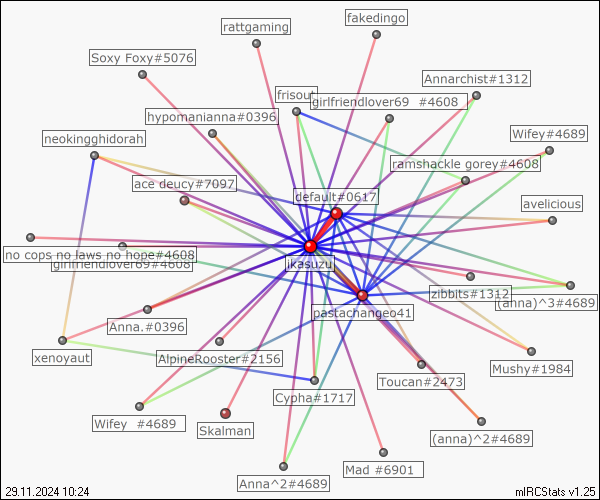 fakedingo
rattgaming
Soxy Foxy#5076
Annarchist#1312
frisout
girlfriendlover69 #4608
hypomanianna#0396
Wifey#4689
neokingghidorah
ramshackle gorey#4608
ace deucy#7097
default#0617
avelicious
no cops no laws no hope#4608
girlfriendlover69#4608
jkasuzu
zibbits#1312
(anna)^3#4689
pastachangeo41
Anna.#0396
xenoyaut
AlpineRooster#2156
Mushy#1984
Toucan#2473
Cypha#1717
Wifey #4689
Skalman
(anna)^2#4689
Mad #6901
Anna^2#4689
29.11.2024 10:24
mIRCStats v1.25